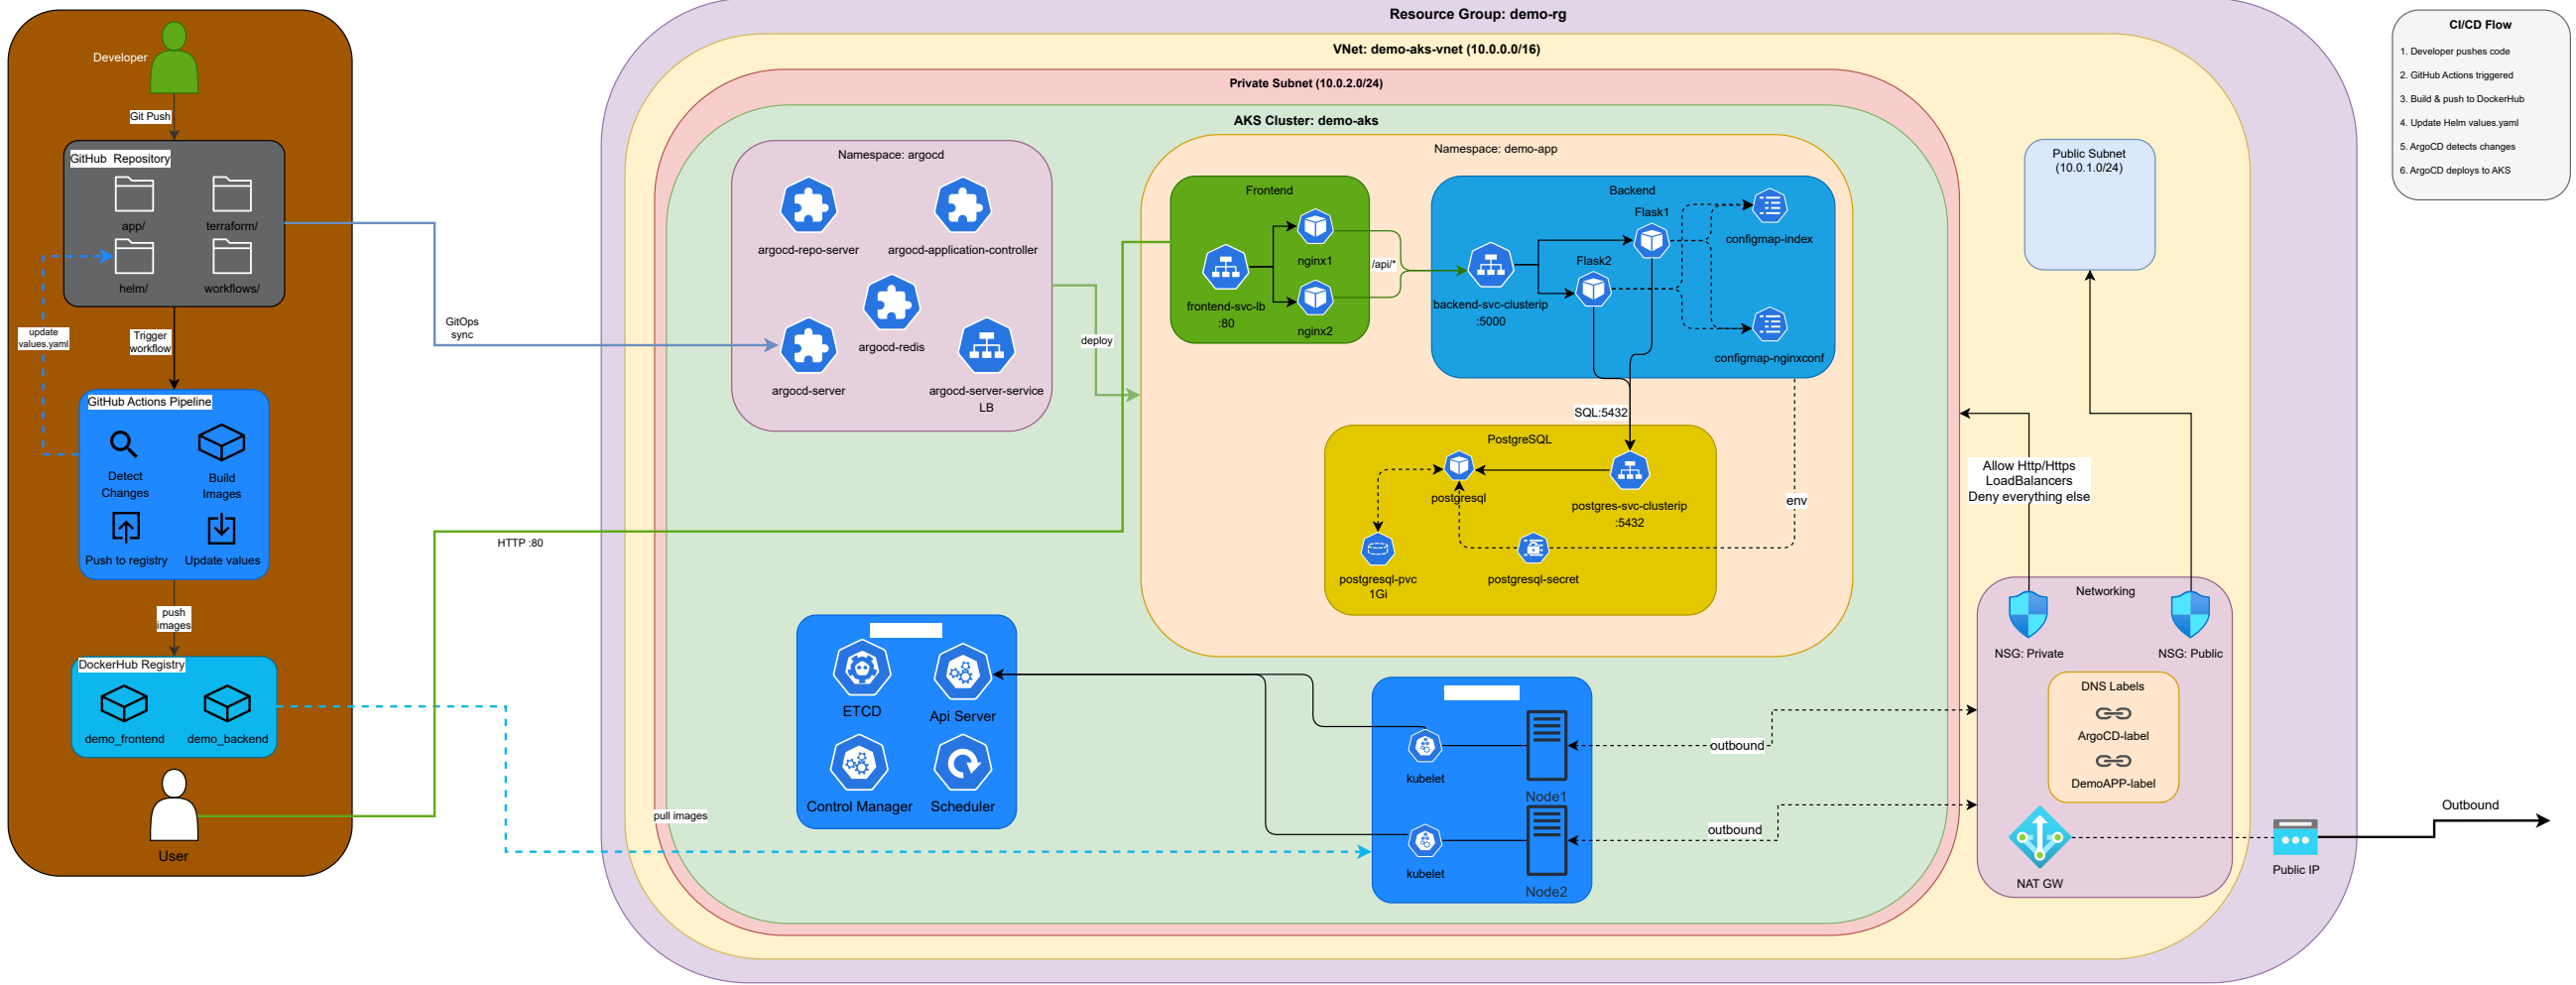 Developer
Git Push
GitHub  Repository
app/
terraform/
helm/
workflows/
update
values.yaml
Trigger
workflow
GitHub Actions Pipeline
Detect
Changes
Build
Images
Push to registry
Update values
push
images
DockerHub Registry
demo_frontend
demo_backend
User
GitOps
sync
HTTP :80
pull images
Resource Group: demo-rg
VNet: demo-aks-vnet (10.0.0.0/16)
Private Subnet (10.0.2.0/24)
AKS Cluster: demo-aks
Namespace: argocd
argocd-repo-server
argocd-application-controller
argocd-redis
argocd-server
argocd-server-service
LB
deploy
Namespace: demo-app
Frontend
frontend-svc-lb
:80
nginx1
nginx2
/api/*
Backend
backend-svc-clusterip
:5000
Flask1
Flask2
configmap-index
configmap-nginxconf
SQL:5432
env
PostgreSQL
postgresql
postgres-svc-clusterip
:5432
postgresql-pvc
1Gi
postgresql-secret
ETCD
Api Server
Control Manager
Scheduler
kubelet
Node1
kubelet
Node2
outbound
outbound
Public Subnet
(10.0.1.0/24)
Allow Http/Https
LoadBalancers
Deny everything else
Networking
NSG: Private
NSG: Public
DNS Labels
ArgoCD-label
DemoAPP-label
NAT GW
Public IP
Outbound
CI/CD Flow
1. Developer pushes code
2. GitHub Actions triggered
3. Build & push to DockerHub
4. Update Helm values.yaml
5. ArgoCD detects changes
6. ArgoCD deploys to AKS